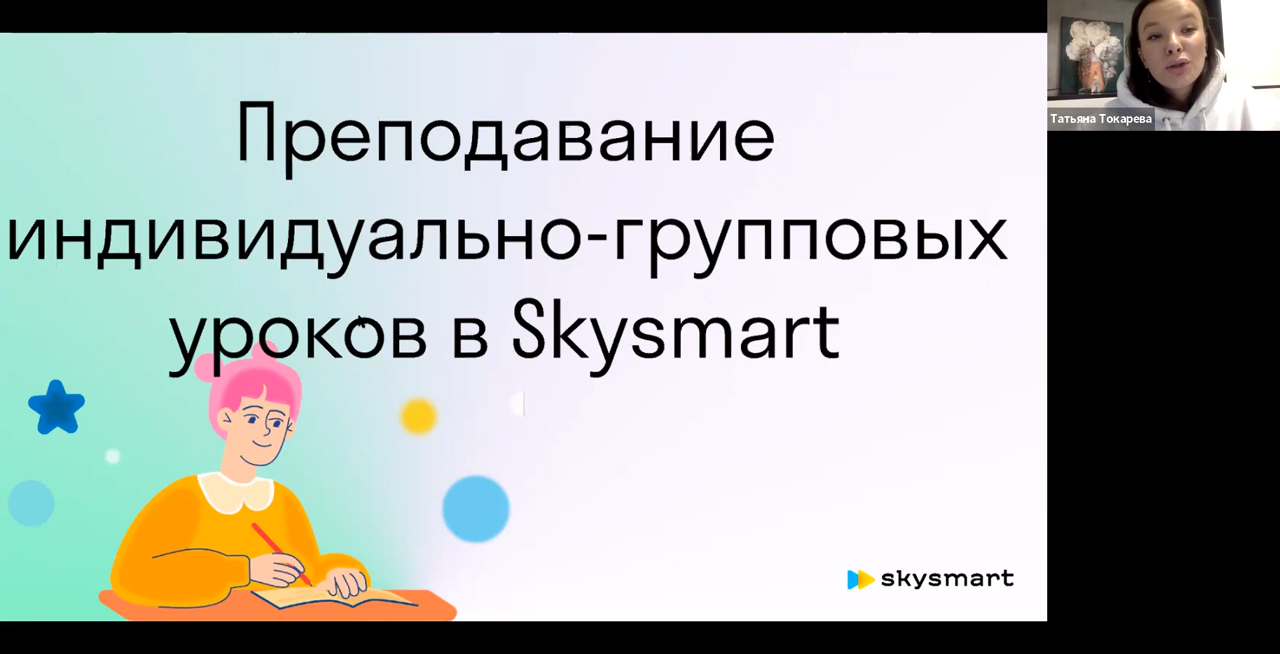 Преподавание
индивидуально-групповых
уроков в Skysmart
skysmart
Татьяна Токарева